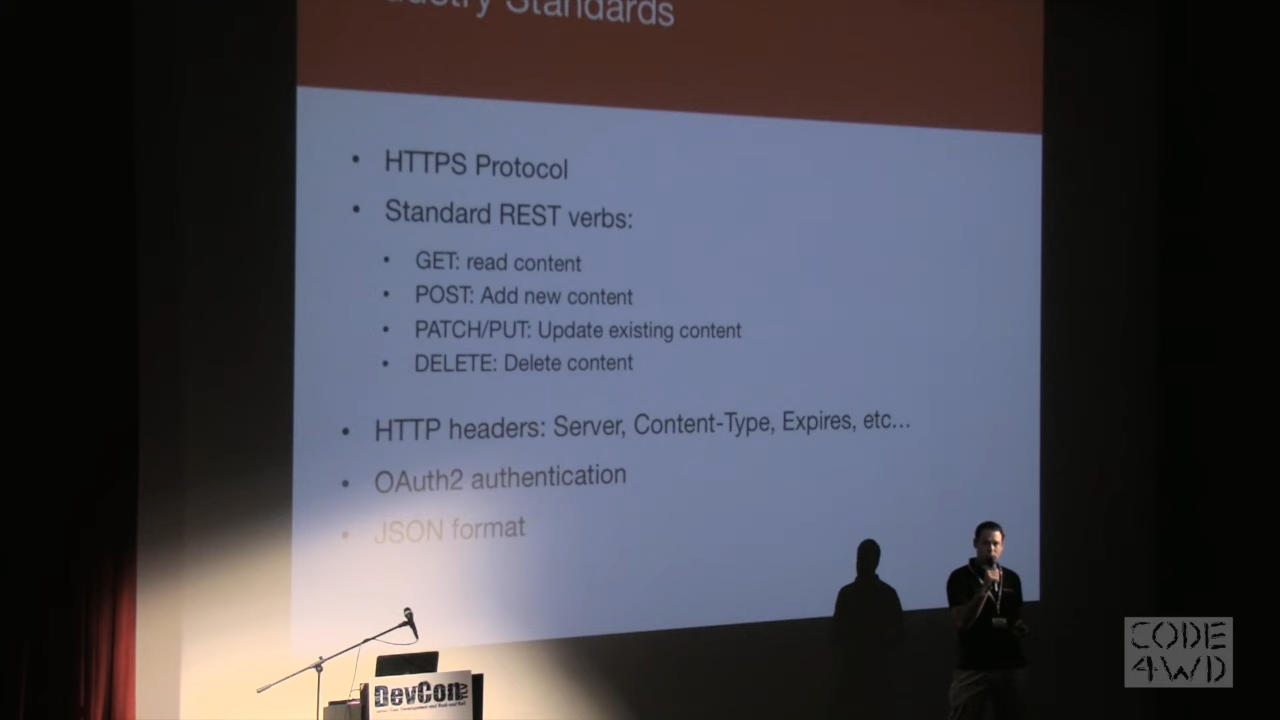 Standards
• HTTPS Protocol
• Standard REST verbs:
• GET: read content
• POST: Add new content
• PATCH/PUT: Update existing content
• DELETE: Delete content
• HTTP headers: Server, Content-Type, Expires, etc...
• OAuth2 authentication
• JSON format
DevCon
CODE
4WD